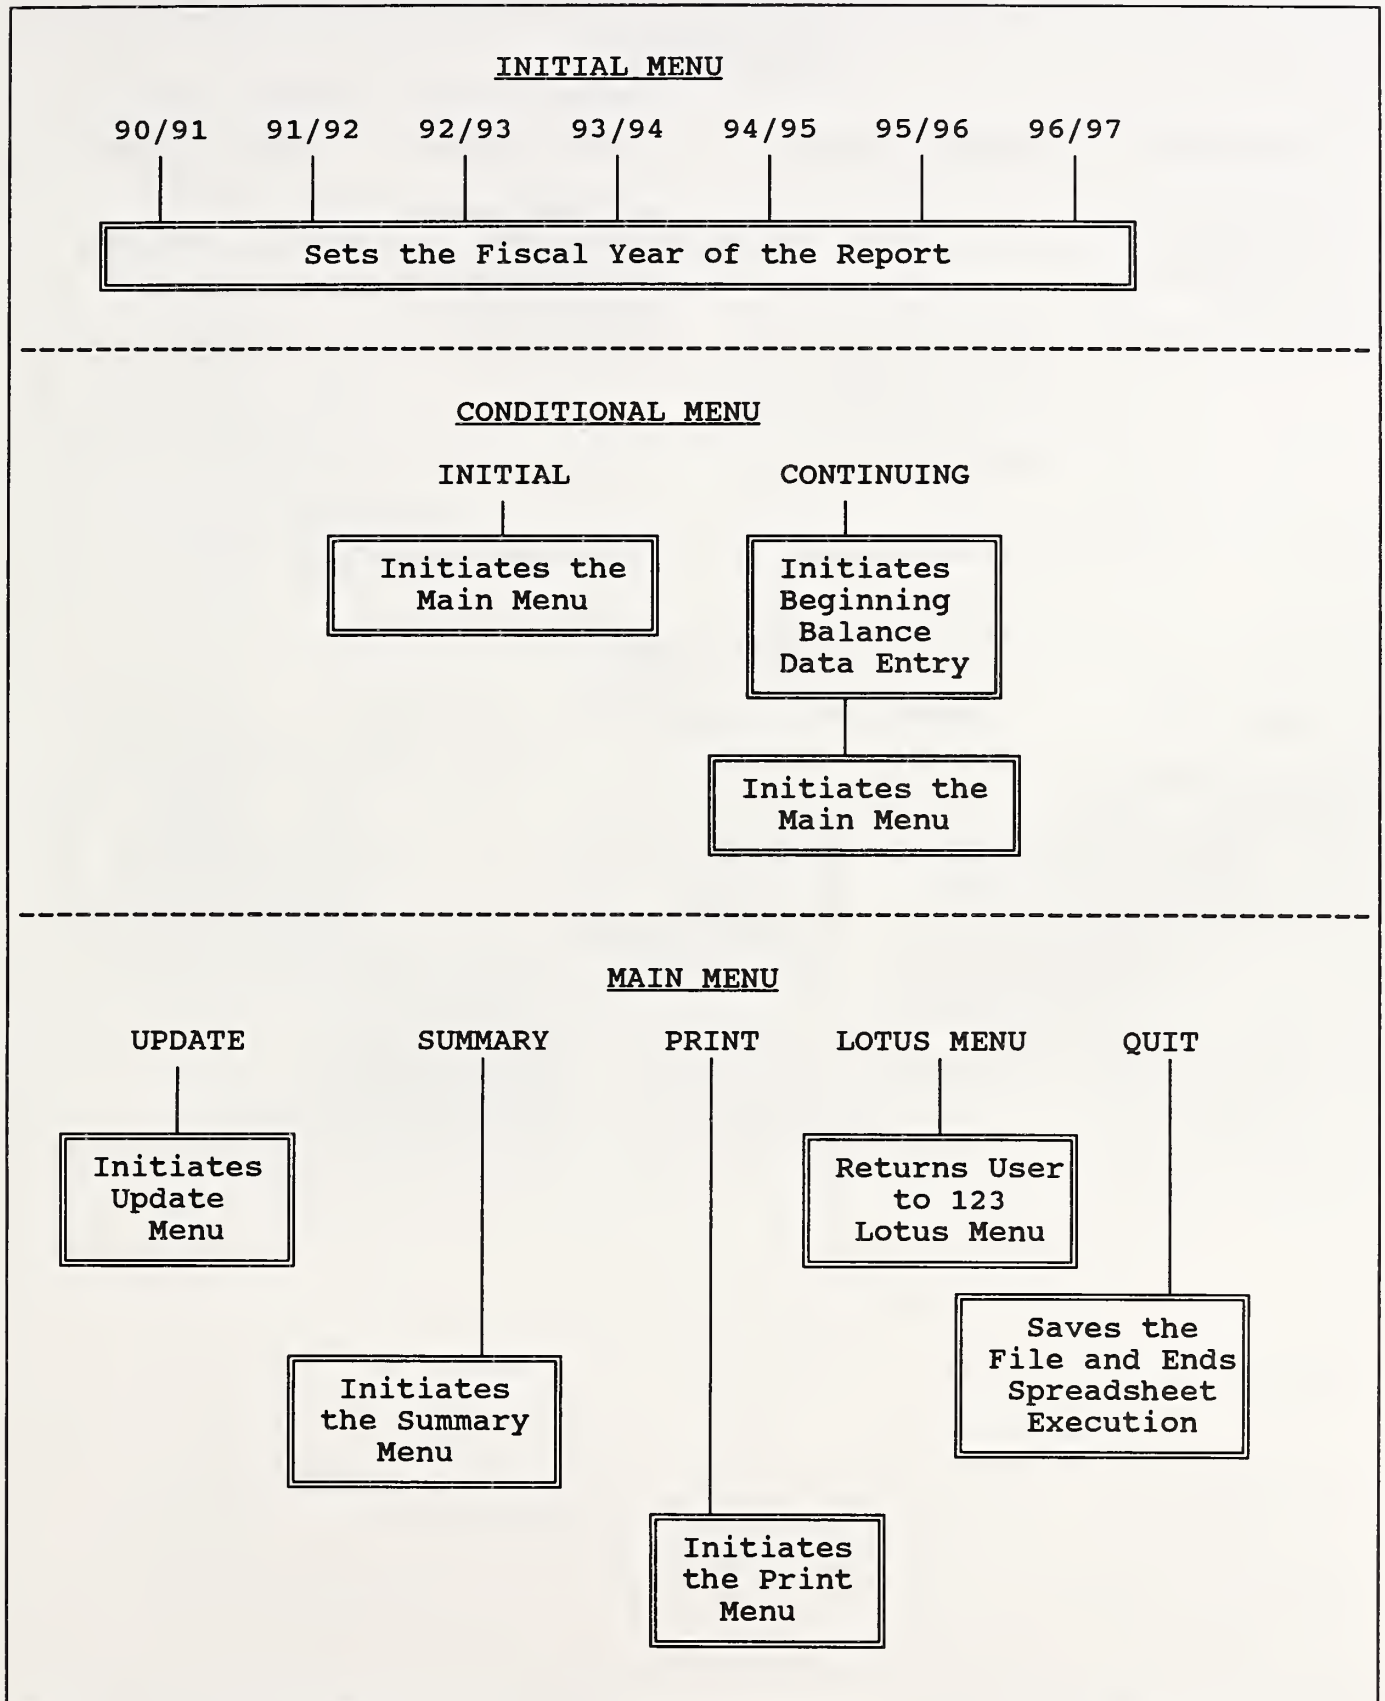 INITIAL MENU
90/91 91/92 92/93 93/94 94/95 95/96 96/97
Sets the Fiscal Year of the Report
CONDITIONAL MENU
INITIAL CONTINUING
Initiates the
Main Menu
Initiates
Beginning
Balance
Data Entry
Initiates the
Main Menu
MAIN MENU
UPDATE SUMMARY PRINT LOTUS MENU QUIT
Initiates
Update
Menu
Returns User
to 123
Lotus Menu
Saves the
File and Ends
Spreadsheet
Execution
Initiates
the Summary
Menu
Initiates
the Print
Menu